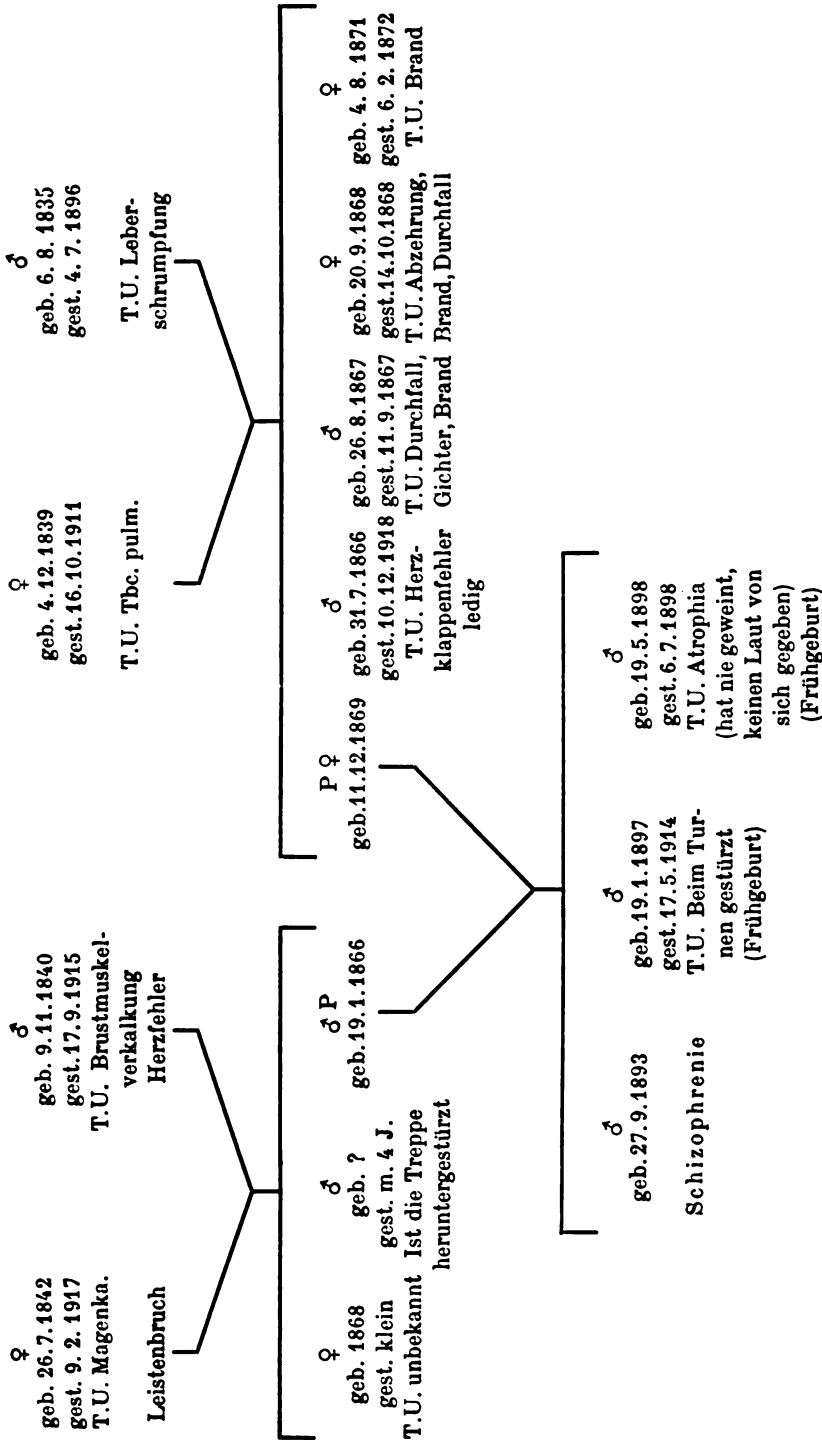 ♀
geb. 26.7.1842
gest. 9. 2. 1917
T.U. Magenka.
Leistenbruch
♂
geb. 9.11.1840
gest.17.9.1915
T.U. Brustmuskel-
verkalkung
Herzfehler
♀
geb. 4.12.1839
gest.16.10.1911
T.U. Tbc. pulm.
♂
geb. 6. 8. 1835
gest. 4. 7. 1896
T.U. Leber-
schrumpfung
♀
geb. 1868
gest. klein
T.U. unbekannt
♂
geb. ?
gest. m. 4 J.
Ist die Treppe
heruntergestürzt
♂ P
geb.19.1.1866
P ♀
geb.11.12.1869
♂
geb.31.7.1866
gest.10.12.1918
T.U. Herz-
klappenfehler
ledig
♂
geb.26.8.1867
gest.11.9.1867
T.U. Durchfall,
Gichter, Brand
♀
geb.20.9.1868
gest.14.10.1868
T.U. Abzehrung,
Brand, Durchfall
♀
geb. 4. 8. 1871
gest. 6. 2. 1872
T.U. Brand
♂
geb.27.9.1893
Schizophrenie
♂
geb.19.1.1897
gest.17.5.1914
T.U. Beim Tur-
nen gestürzt
(Frühgeburt)
♂
geb.19.5.1898
gest. 6.7.1898
T.U. Atrophia
(hat nie geweint,
keinen Laut von
sich gegeben)
(Frühgeburt)